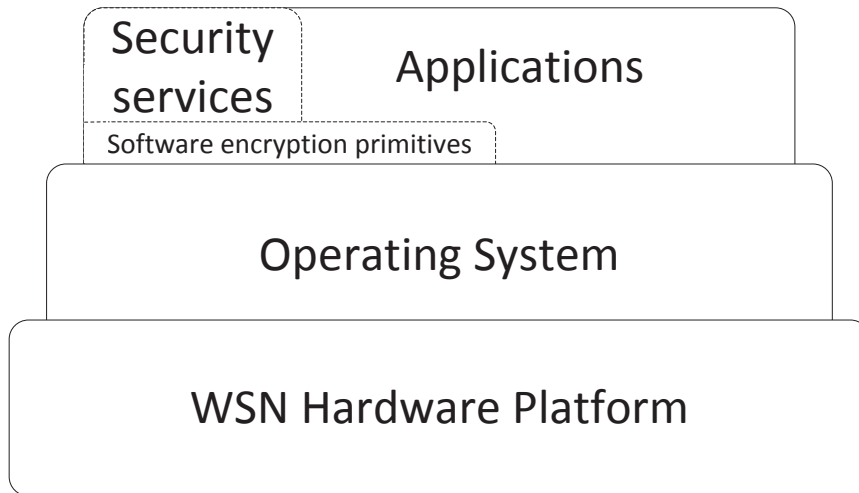 Security
services
Applications
Software encryption primitives
Operating System
WSN Hardware Platform